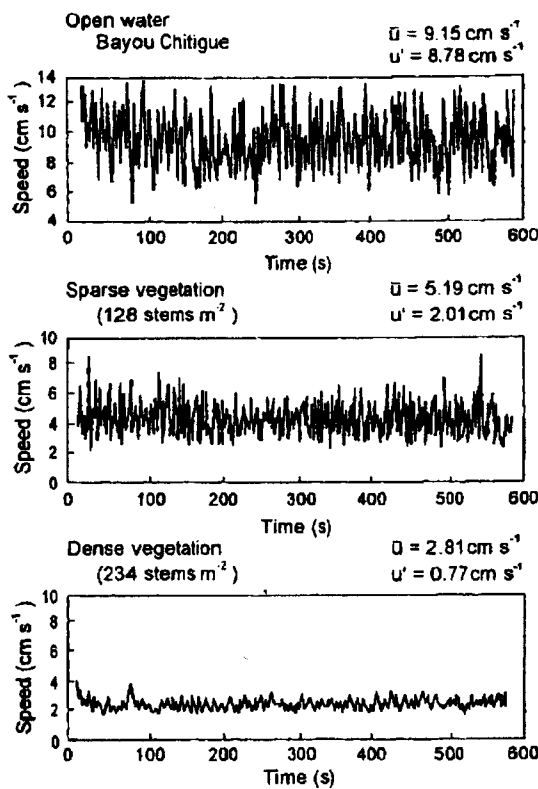 Open water
Bayou Chitigue
ū = 9.15 cm s⁻¹
u' = 8.78 cm s⁻¹
14
12
10
8
6
4
Speed (cm s⁻¹)
0 100 200 300 400 500 600
Time (s)
Sparse vegetation
(128 stems m⁻²)
ū = 5.19 cm s⁻¹
u' = 2.01 cm s⁻¹
10
8
6
4
2
0
Speed (cm s⁻¹)
0 100 200 300 400 500 600
Time (s)
Dense vegetation
(234 stems m⁻²)
ū = 2.81 cm s⁻¹
u' = 0.77 cm s⁻¹
10
8
6
4
2
0
Speed (cm s⁻¹)
0 100 200 300 400 500 600
Time (s)